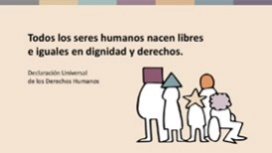 Todos los seres humanos nacen libres
e iguales en dignidad y derechos.
Declaración Universal
de los Derechos Humanos